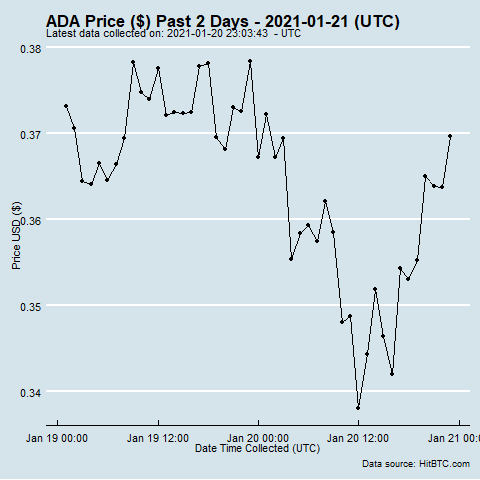 ADA Price ($) Past 2 Days - 2021-01-21 (UTC)
Latest data collected on: 2021-01-20 23:03:43 - UTC
0.38
0.37
0.36
0.35
0.34
Price USD ($)
Jan 19 00:00 Jan 19 12:00 Jan 20 00:00 Jan 20 12:00 Jan 21 00:
Date Time Collected (UTC)
Data source: HitBTC.com